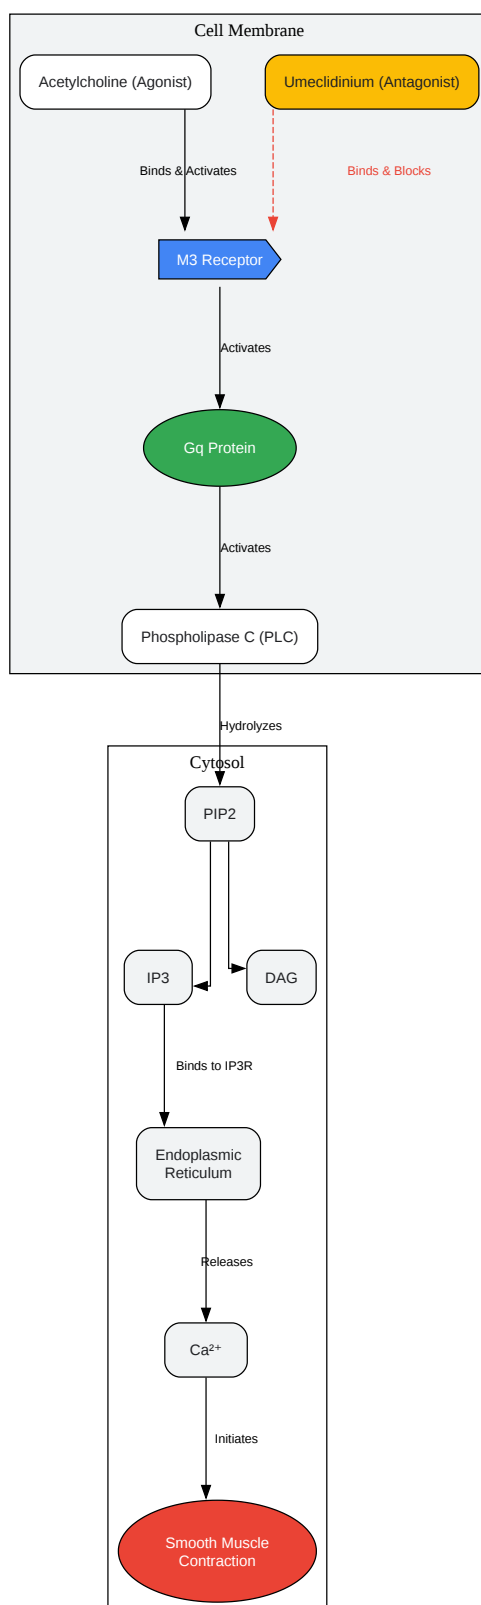 Cell Membrane
Acetylcholine (Agonist)
Umeclidinium (Antagonist)
Binds & Activates
Binds & Blocks
M3 Receptor
Activates
Gq Protein
Activates
Phospholipase C (PLC)
Hydrolyzes
Cytosol
PIP2
IP3
DAG
Binds to IP3R
Endoplasmic
Reticulum
Releases
Ca²⁺
Initiates
Smooth Muscle
Contraction